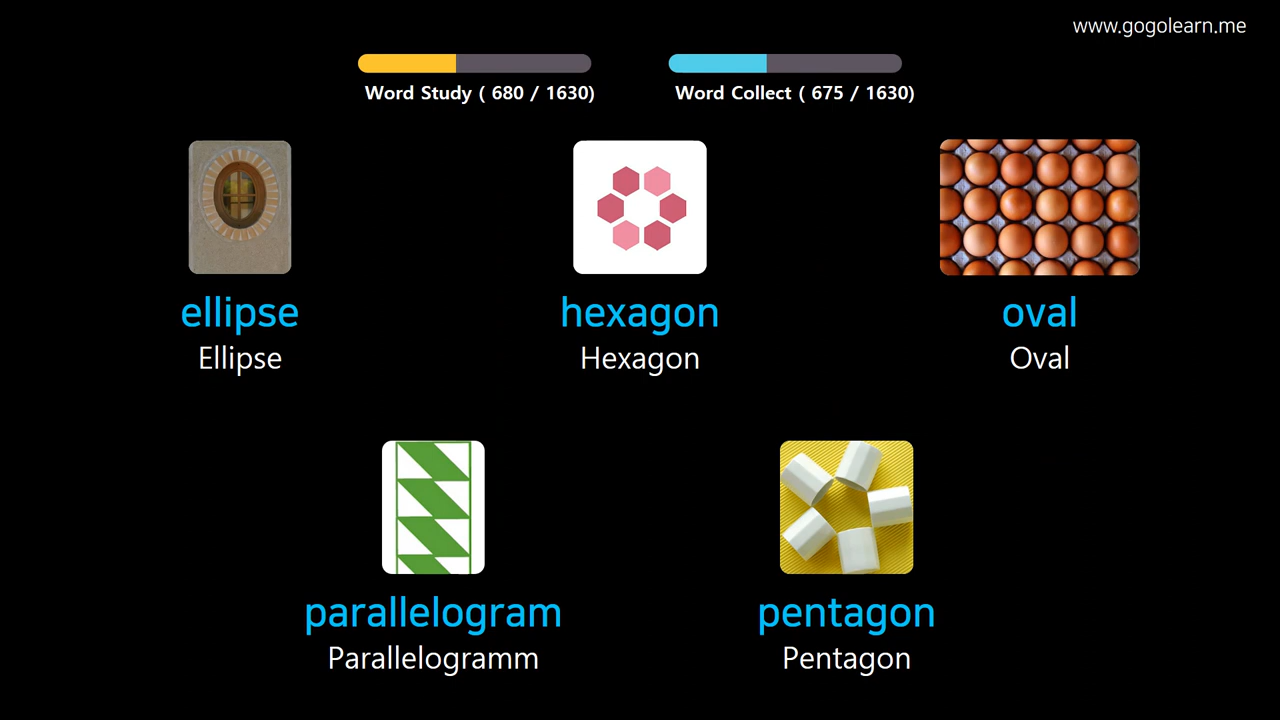 www.gogolearn.me
Word Study ( 680 / 1630)
Word Collect ( 675 / 1630)
ellipse
Ellipse
hexagon
Hexagon
oval
Oval
parallelogram
Parallelogramm
pentagon
Pentagon